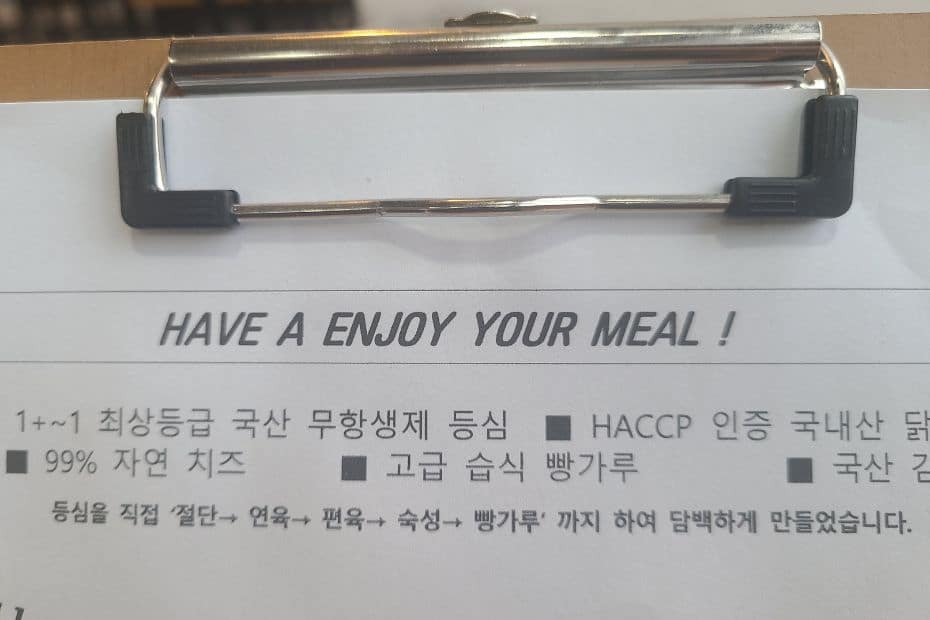 HAVE A ENJOY YOUR MEAL !
1+~1 최상등급 국산 무항생제 등심 ■ HACCP 인증 국내산 닭
■ 99% 자연 치즈 ■ 고급 습식 빵가루 ■ 국산
등심을 직접 '절단→ 연육→ 편육→ 숙성→ 빵가루' 까지 하여 담백하게 만들었습니다.